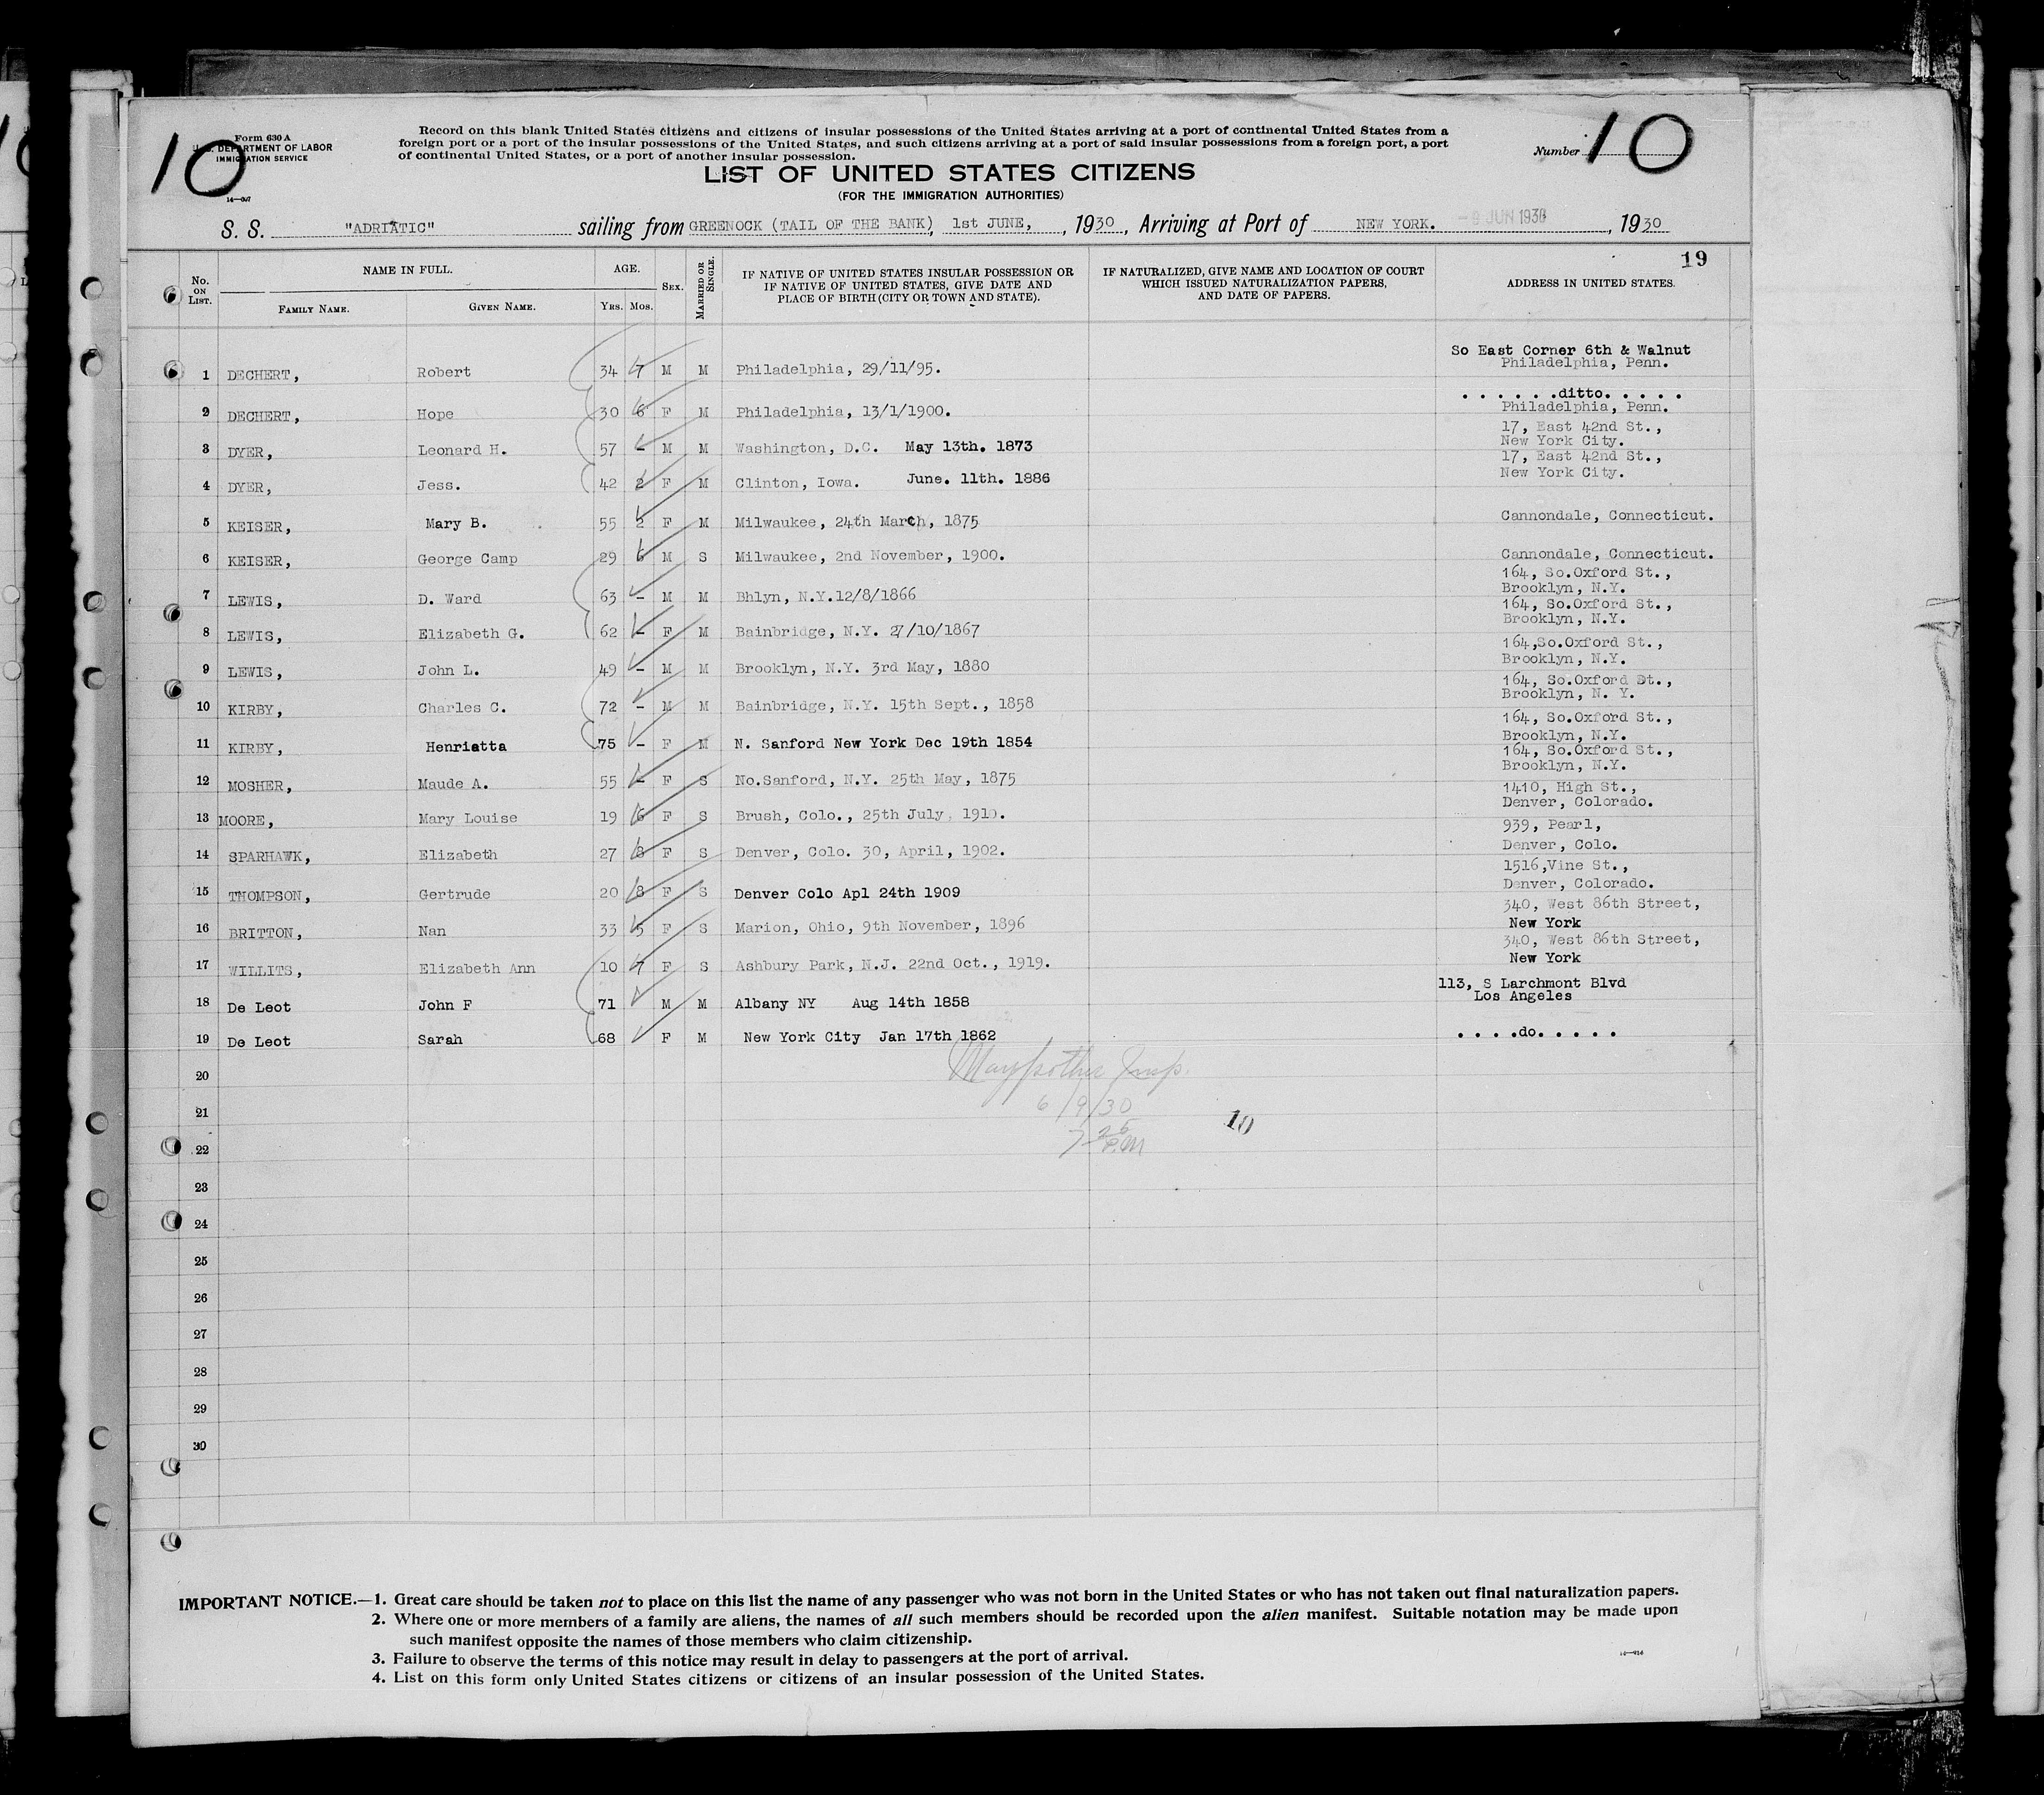 10
Form 630 A
U. S. DEPARTMENT OF LABOR
IMMIGRATION SERVICE
Record on this blank United States citizens and citizens of insular possessions of the United States arriving at a port of continental United States from a
foreign port or a port of the insular possessions of the United States, and such citizens arriving at a port of said insular possessions from a foreign port, a port
of continental United States, or a port of another insular possession.
Number 10
LIST OF UNITED STATES CITIZENS
(FOR THE IMMIGRATION AUTHORITIES)
S. S. "ADRIATIC" sailing from GREENOCK (TAIL OF THE BANK), 1st JUNE, , 1930, Arriving at Port of NEW YORK. -9 JUN 1930 , 1930
19
No. ON LIST. NAME IN FULL. FAMILY NAME. GIVEN NAME. AGE. YRS. MOS. SEX. MARRIED OR SINGLE. IF NATIVE OF UNITED STATES INSULAR POSSESSION OR IF NATIVE OF UNITED STATES, GIVE DATE AND PLACE OF BIRTH (CITY OR TOWN AND STATE). IF NATURALIZED, GIVE NAME AND LOCATION OF COURT WHICH ISSUED NATURALIZATION PAPERS, AND DATE OF PAPERS. ADDRESS IN UNITED STATES.
1 DECHERT, Robert 34 7 M M Philadelphia, 29/11/95. So East Corner 6th & Walnut Philadelphia, Penn.
2 DECHERT, Hope 30 6 F M Philadelphia, 13/1/1900. . . . . . .ditto. . . . . Philadelphia, Penn.
3 DYER, Leonard H. 57 - M M Washington, D.C. May 13th. 1873 17, East 42nd St., New York City.
4 DYER, Jess. 42 2 F M Clinton, Iowa. June. 11th. 1886 17, East 42nd St., New York City.
5 KEISER, Mary B. 55 2 F M Milwaukee, 24th March, 1875 Cannondale, Connecticut.
6 KEISER, George Camp 29 6 M S Milwaukee, 2nd November, 1900. Cannondale, Connecticut.
7 LEWIS, D. Ward 63 - M M Bhlyn, N.Y.12/8/1866 164, So.Oxford St., Brooklyn, N.Y.
8 LEWIS, Elizabeth G. 62 - F M Bainbridge, N.Y. 27/10/1867 164, So.Oxford St., Brooklyn, N.Y.
9 LEWIS, John L. 49 - M M Brooklyn, N.Y. 3rd May, 1880 164,So.Oxford St., Brooklyn, N.Y.
10 KIRBY, Charles C. 72 - M M Bainbridge, N.Y. 15th Sept., 1858 164, So.Oxford Dt., Brooklyn, N. Y.
11 KIRBY, Henriatta 75 - F M N. Sanford New York Dec 19th 1854 164, So.Oxford St., Brooklyn, N.Y.
12 MOSHER, Maude A. 55 - F S No.Sanford, N.Y. 25th May, 1875 164, So.Oxford St., Brooklyn, N.Y.
13 MOORE, Mary Louise 19 6 F S Brush, Colo., 25th July, 1910. 1410, High St., Denver, Colorado.
14 SPARHAWK, Elizabeth 27 8 F S Denver, Colo. 30, April, 1902. 939, Pearl, Denver, Colo.
15 THOMPSON, Gertrude 20 8 F S Denver Colo Apl 24th 1909 1516,Vine St., Denver, Colorado.
16 BRITTON, Nan 33 5 F S Marion, Ohio, 9th November, 1896 340, West 86th Street, New York
17 WILLITS, Elizabeth Ann 10 7 F S Ashbury Park, N.J. 22nd Oct., 1919. 340, West 86th Street, New York
18 De Leot John F 71 M M Albany NY Aug 14th 1858 113, S Larchmont Blvd Los Angeles
19 De Leot Sarah 68 F M New York City Jan 17th 1862 . . . .do. . . . .
20
6/9/30
21
10
22
23
24
25
26
27
28
29
30
IMPORTANT NOTICE.—1. Great care should be taken not to place on this list the name of any passenger who was not born in the United States or who has not taken out final naturalization papers.
2. Where one or more members of a family are aliens, the names of all such members should be recorded upon the alien manifest. Suitable notation may be made upon
such manifest opposite the names of those members who claim citizenship.
3. Failure to observe the terms of this notice may result in delay to passengers at the port of arrival.
4. List on this form only United States citizens or citizens of an insular possession of the United States.